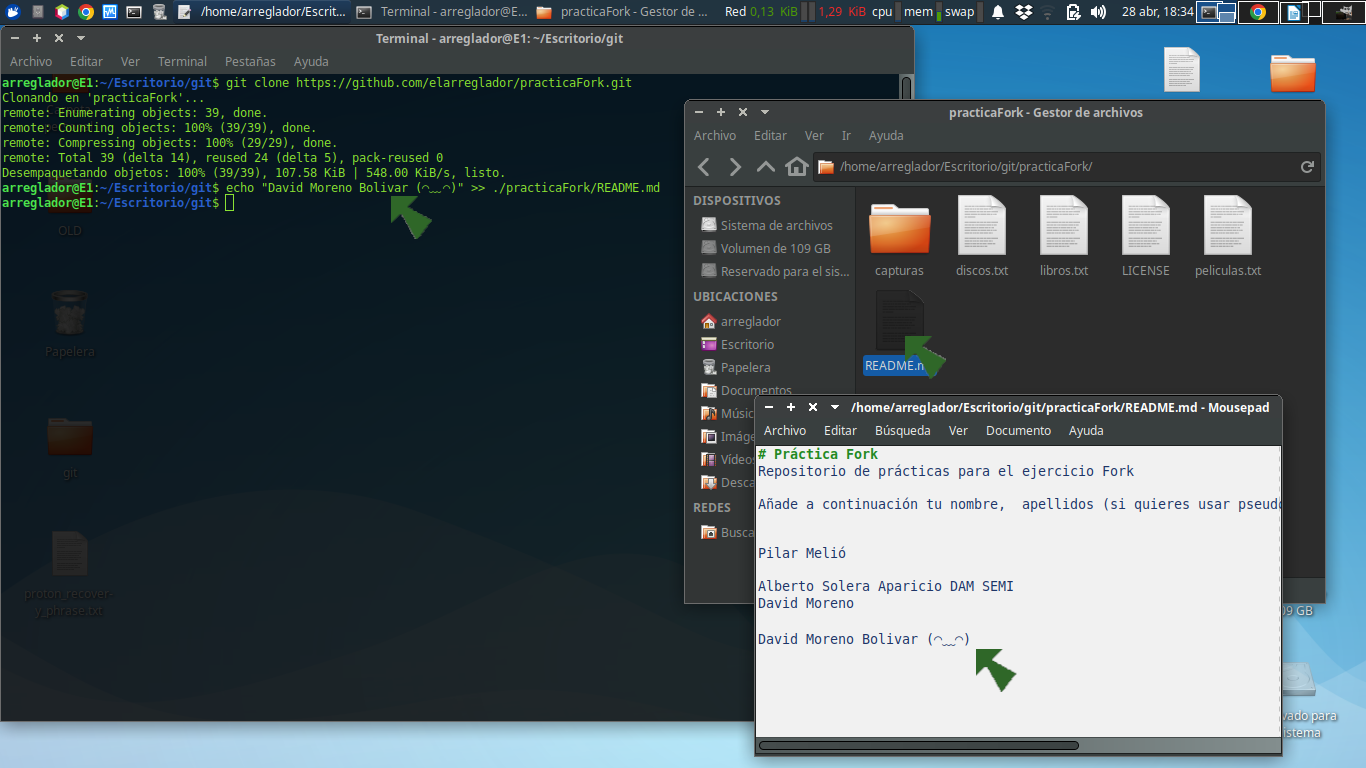 /home/arreglador/Escrit...
Terminal - arreglador@E...
practicaFork - Gestor de ...
Red 0,13 KiB 1,29 KiB cpu mem swap
28 abr, 18:34
Terminal - arreglador@E1: ~/Escritorio/git
Archivo Editar Ver Terminal Pestañas Ayuda
arreglador@E1:~/Escritorio/git$ git clone https://github.com/elarreglador/practicaFork.git
Clonando en 'practicaFork'...
remote: Enumerating objects: 39, done.
remote: Counting objects: 100% (39/39), done.
remote: Compressing objects: 100% (29/29), done.
remote: Total 39 (delta 14), reused 24 (delta 5), pack-reused 0
Desempaquetando objetos: 100% (39/39), 107.58 KiB | 548.00 KiB/s, listo.
arreglador@E1:~/Escritorio/git$ echo "David Moreno Bolivar (◠﹏◠)" >> ./practicaFork/README.md
arreglador@E1:~/Escritorio/git$
OLD
Papelera
git
proton_recover-
y_phrase.txt
practicaFork - Gestor de archivos
Archivo Editar Ver Ir Ayuda
/home/arreglador/Escritorio/git/practicaFork/
DISPOSITIVOS
Sistema de archivos
Volumen de 109 GB
Reservado para el sis...
UBICACIONES
arreglador
Escritorio
Papelera
Documentos
Músic
Imáge
Vídeos
Desca
REDES
Busca
capturas
discos.txt
libros.txt
LICENSE
peliculas.txt
README.m
/home/arreglador/Escritorio/git/practicaFork/README.md - Mousepad
Archivo Editar Búsqueda Ver Documento Ayuda
# Práctica Fork
Repositorio de prácticas para el ejercicio Fork
Añade a continuación tu nombre, apellidos (si quieres usar pseudo
Pilar Melió
Alberto Solera Aparicio DAM SEMI
David Moreno
David Moreno Bolivar (◠﹏◠)
09 GB
vado para
istema